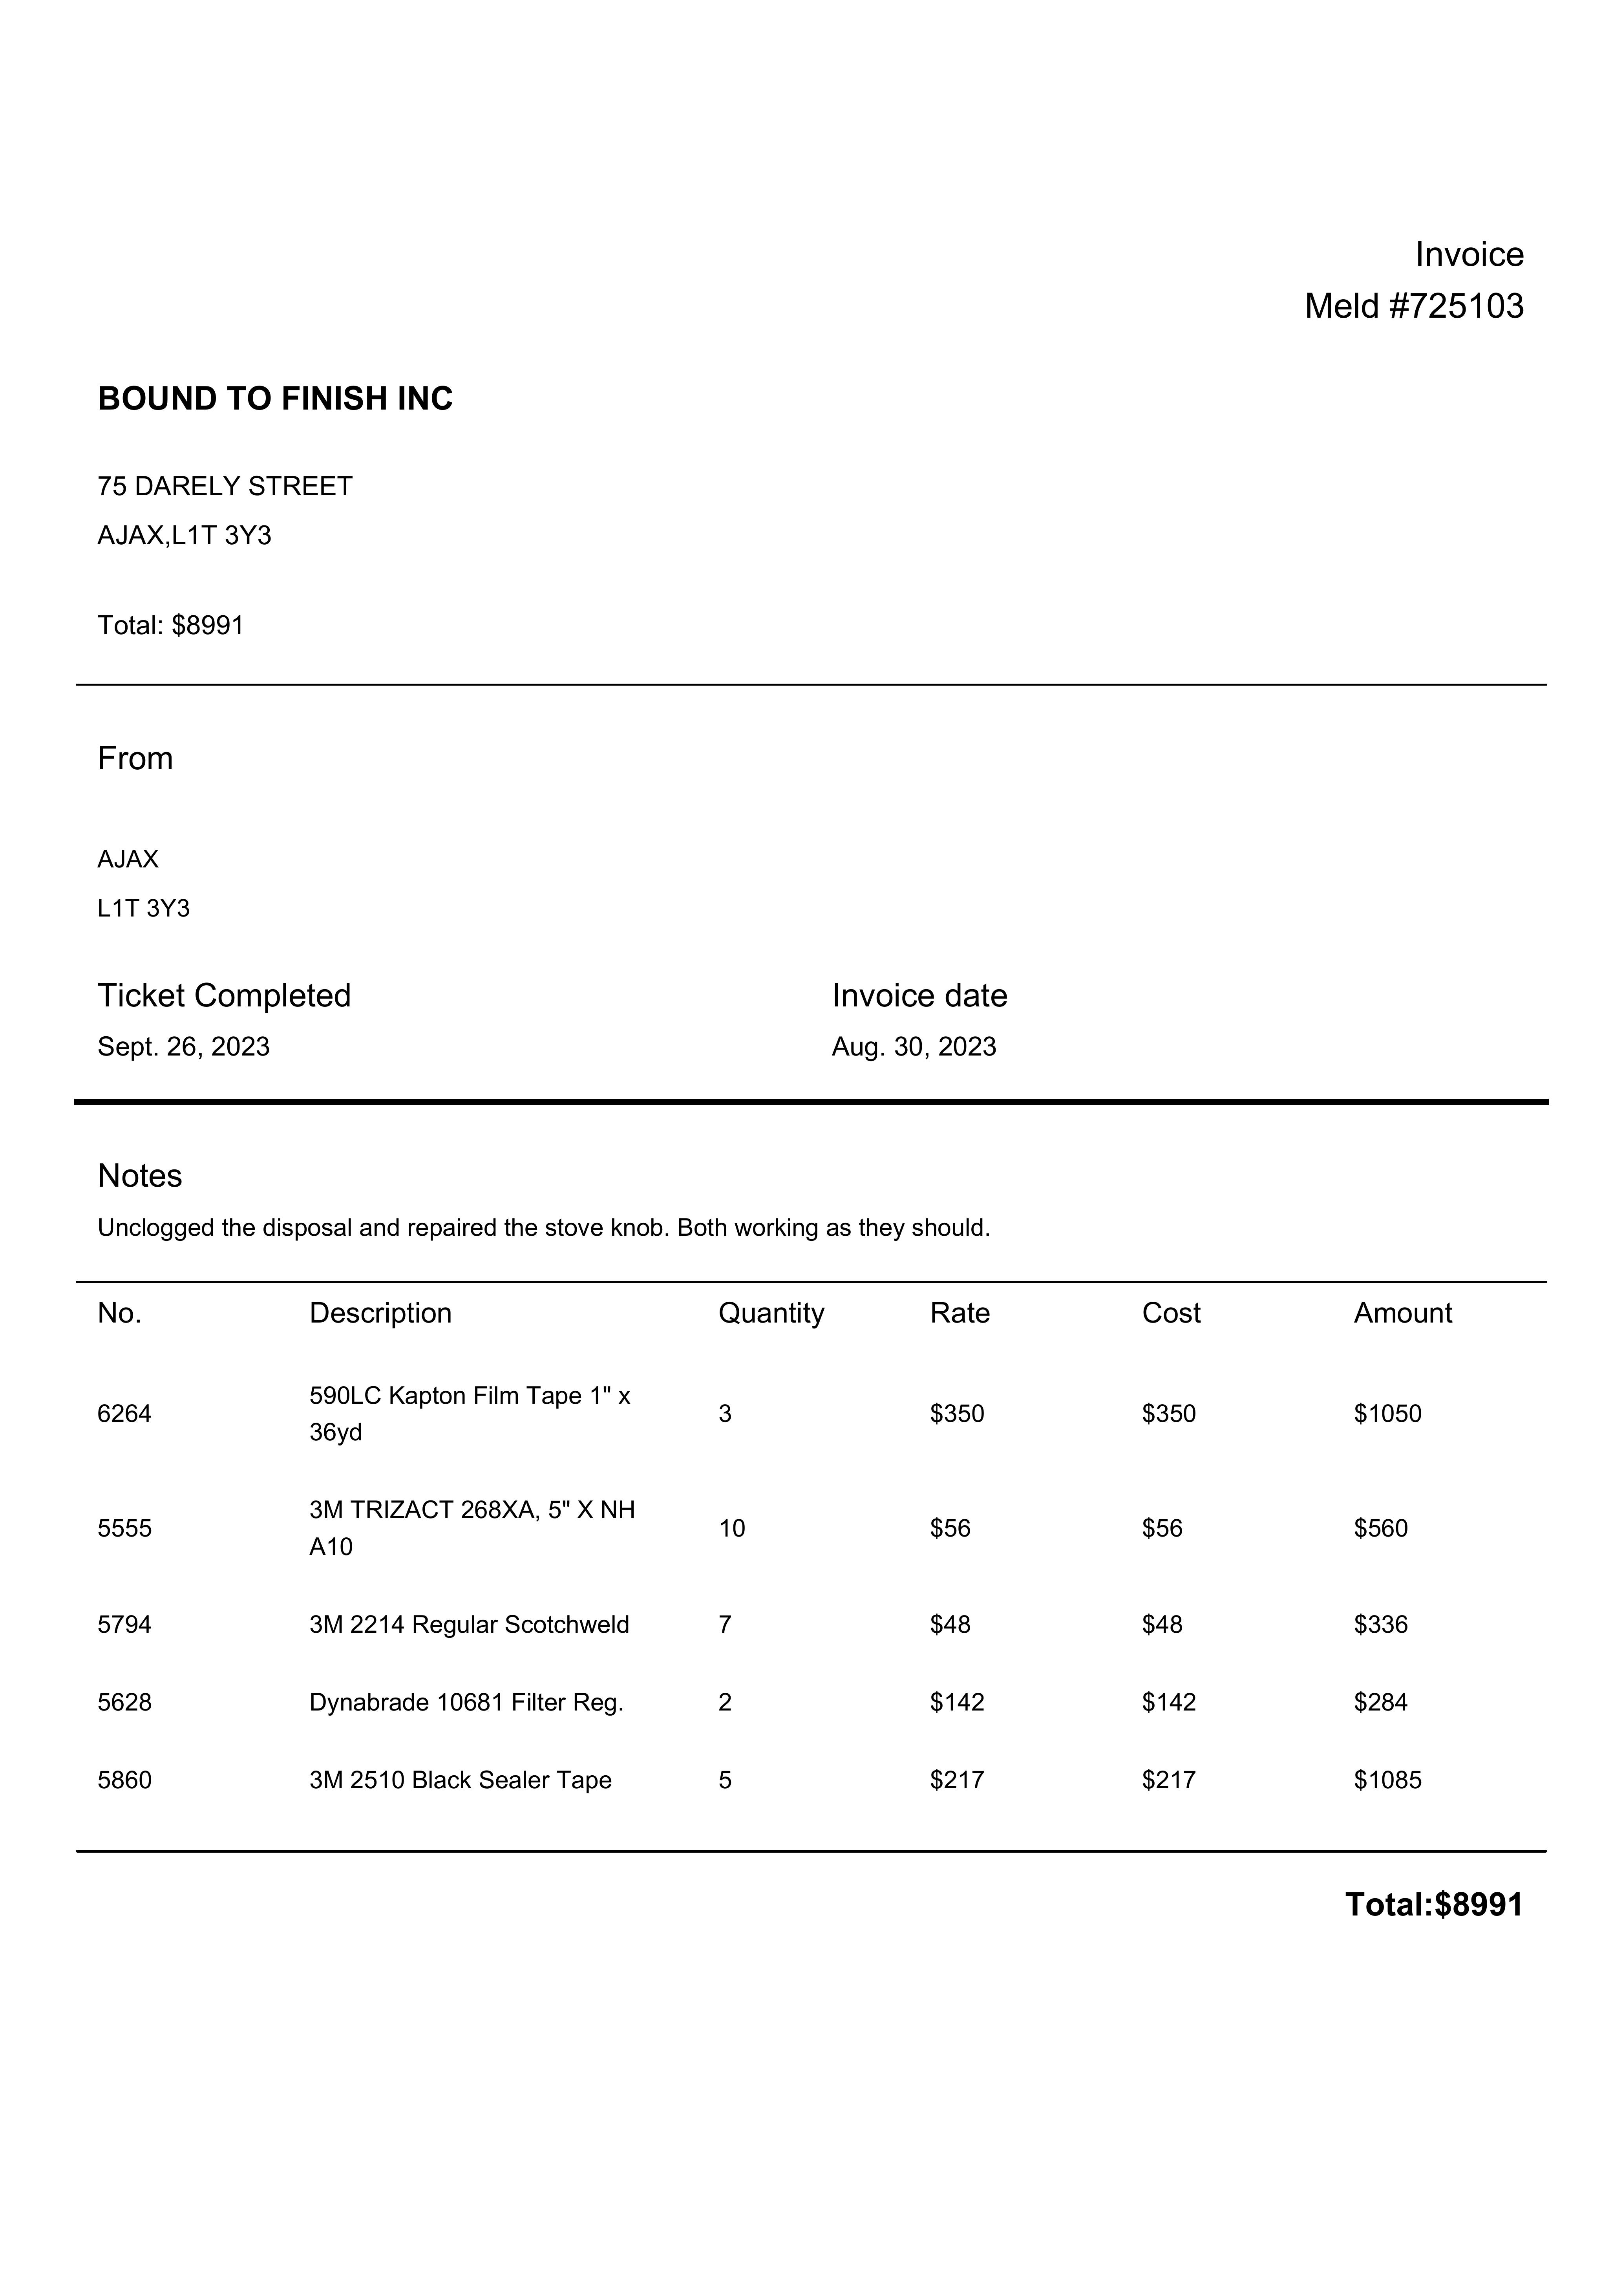 Invoice
Meld #725103
BOUND TO FINISH INC
75 DARELY STREET
AJAX,L1T 3Y3
Total: $8991
From
AJAX
L1T 3Y3
Ticket Completed Invoice date
Sept. 26, 2023 Aug. 30, 2023
Notes
Unclogged the disposal and repaired the stove knob. Both working as they should.
No. Description Quantity Rate Cost Amount
6264 590LC Kapton Film Tape 1" x 3 $350 $350 $1050
36yd
5555 3M TRIZACT 268XA, 5" X NH 10 $56 $56 $560
A10
5794 3M 2214 Regular Scotchweld 7 $48 $48 $336
5628 Dynabrade 10681 Filter Reg. 2 $142 $142 $284
5860 3M 2510 Black Sealer Tape 5 $217 $217 $1085
Total:$8991